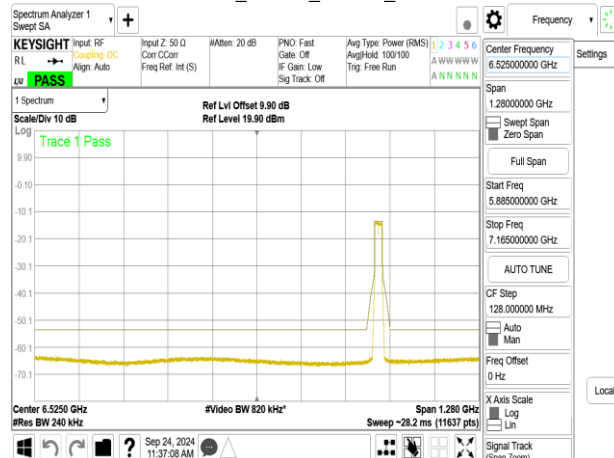 Spectrum Analyzer 1
Swept SA
Frequency
Settings
KEYSIGHT
RL
PASS
Input: RF
Coupling: DC
Align: Auto
Input Z: 50 Ω
Corr CCorr
Freq Ref: Int (S)
#Atten: 20 dB
PNO: Fast
Gate: Off
IF Gain: Low
Sig Track: Off
Avg Type: Power (RMS)
Avg|Hold: 100/100
Trig: Free Run
1 2 3 4 5 6
A W W W W W
A N N N N N
1 Spectrum
Scale/Div 10 dB
Ref Lvl Offset 9.90 dB
Ref Level 19.90 dBm
Log
Trace 1 Pass
9.90
-0.10
-10.1
-20.1
-30.1
-40.1
-50.1
-60.1
-70.1
Center 6.5250 GHz
#Res BW 240 kHz
#Video BW 820 kHz*
Span 1.280 GHz
Sweep ~28.2 ms (11637 pts)
Sep 24, 2024
11:37:08 AM
Center Frequency
6.525000000 GHz
Span
1.28000000 GHz
Swept Span
Zero Span
Full Span
Start Freq
5.885000000 GHz
Stop Freq
7.165000000 GHz
AUTO TUNE
CF Step
128.000000 MHz
Auto
Man
Freq Offset
0 Hz
X Axis Scale
Log
Lin
Signal Track
(Span Zoom)
Local